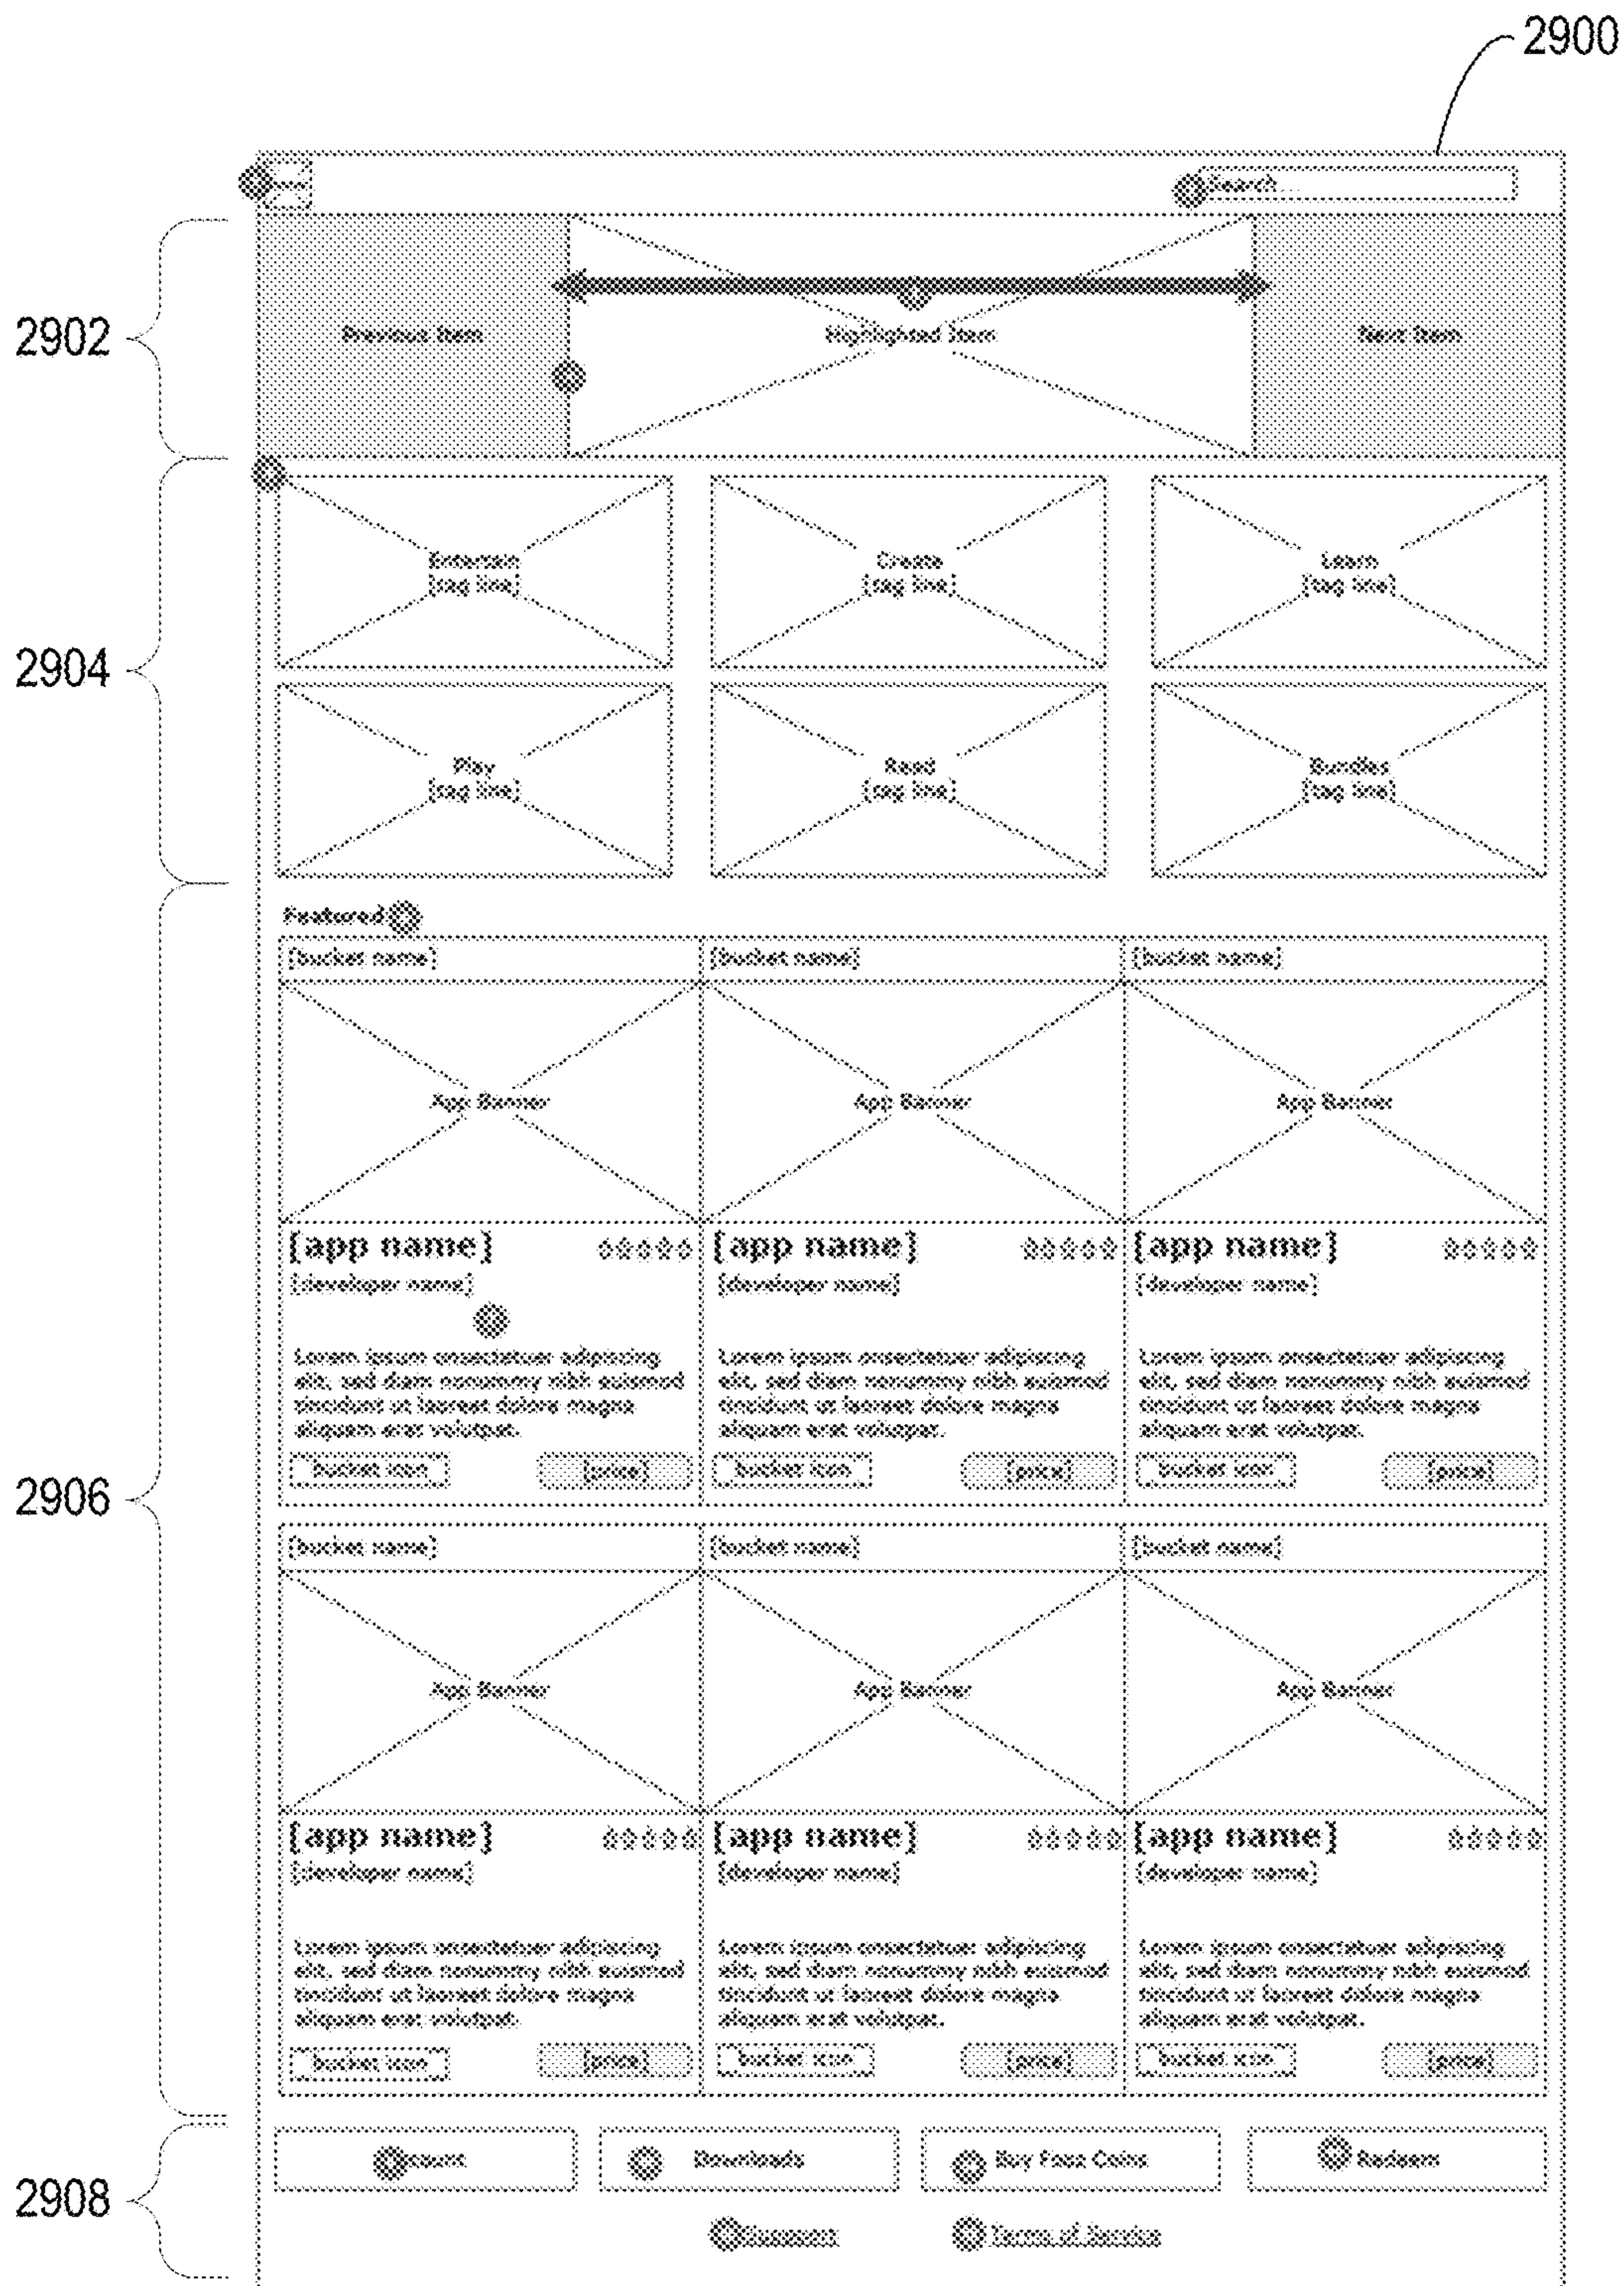 2900
Search...
2902
Previous Item
Highlighted Item
Next Item
2904
Entertain
[tag line]
Create
[tag line]
Learn
[tag line]
Play
[tag line]
Read
[tag line]
Bundles
[tag line]
2906
Featured
[bucket name]
[bucket name]
[bucket name]
App Banner
App Banner
App Banner
[app name]
[app name]
[app name]
[developer name]
[developer name]
[developer name]
Lorem ipsum consectetuer adipiscing
elit, sed diam nonummy nibh euismod
tincidunt ut laoreet dolore magna
aliquam erat volutpat.
Lorem ipsum consectetuer adipiscing
elit, sed diam nonummy nibh euismod
tincidunt ut laoreet dolore magna
aliquam erat volutpat.
Lorem ipsum consectetuer adipiscing
elit, sed diam nonummy nibh euismod
tincidunt ut laoreet dolore magna
aliquam erat volutpat.
bucket icon
[price]
bucket icon
[price]
bucket icon
[price]
[bucket name]
[bucket name]
[bucket name]
App Banner
App Banner
App Banner
[app name]
[app name]
[app name]
[developer name]
[developer name]
[developer name]
Lorem ipsum consectetuer adipiscing
elit, sed diam nonummy nibh euismod
tincidunt ut laoreet dolore magna
aliquam erat volutpat.
Lorem ipsum consectetuer adipiscing
elit, sed diam nonummy nibh euismod
tincidunt ut laoreet dolore magna
aliquam erat volutpat.
Lorem ipsum consectetuer adipiscing
elit, sed diam nonummy nibh euismod
tincidunt ut laoreet dolore magna
aliquam erat volutpat.
bucket icon
[price]
bucket icon
[price]
bucket icon
[price]
2908
Downloads
Buy Coins
Redeem
Terms of Service